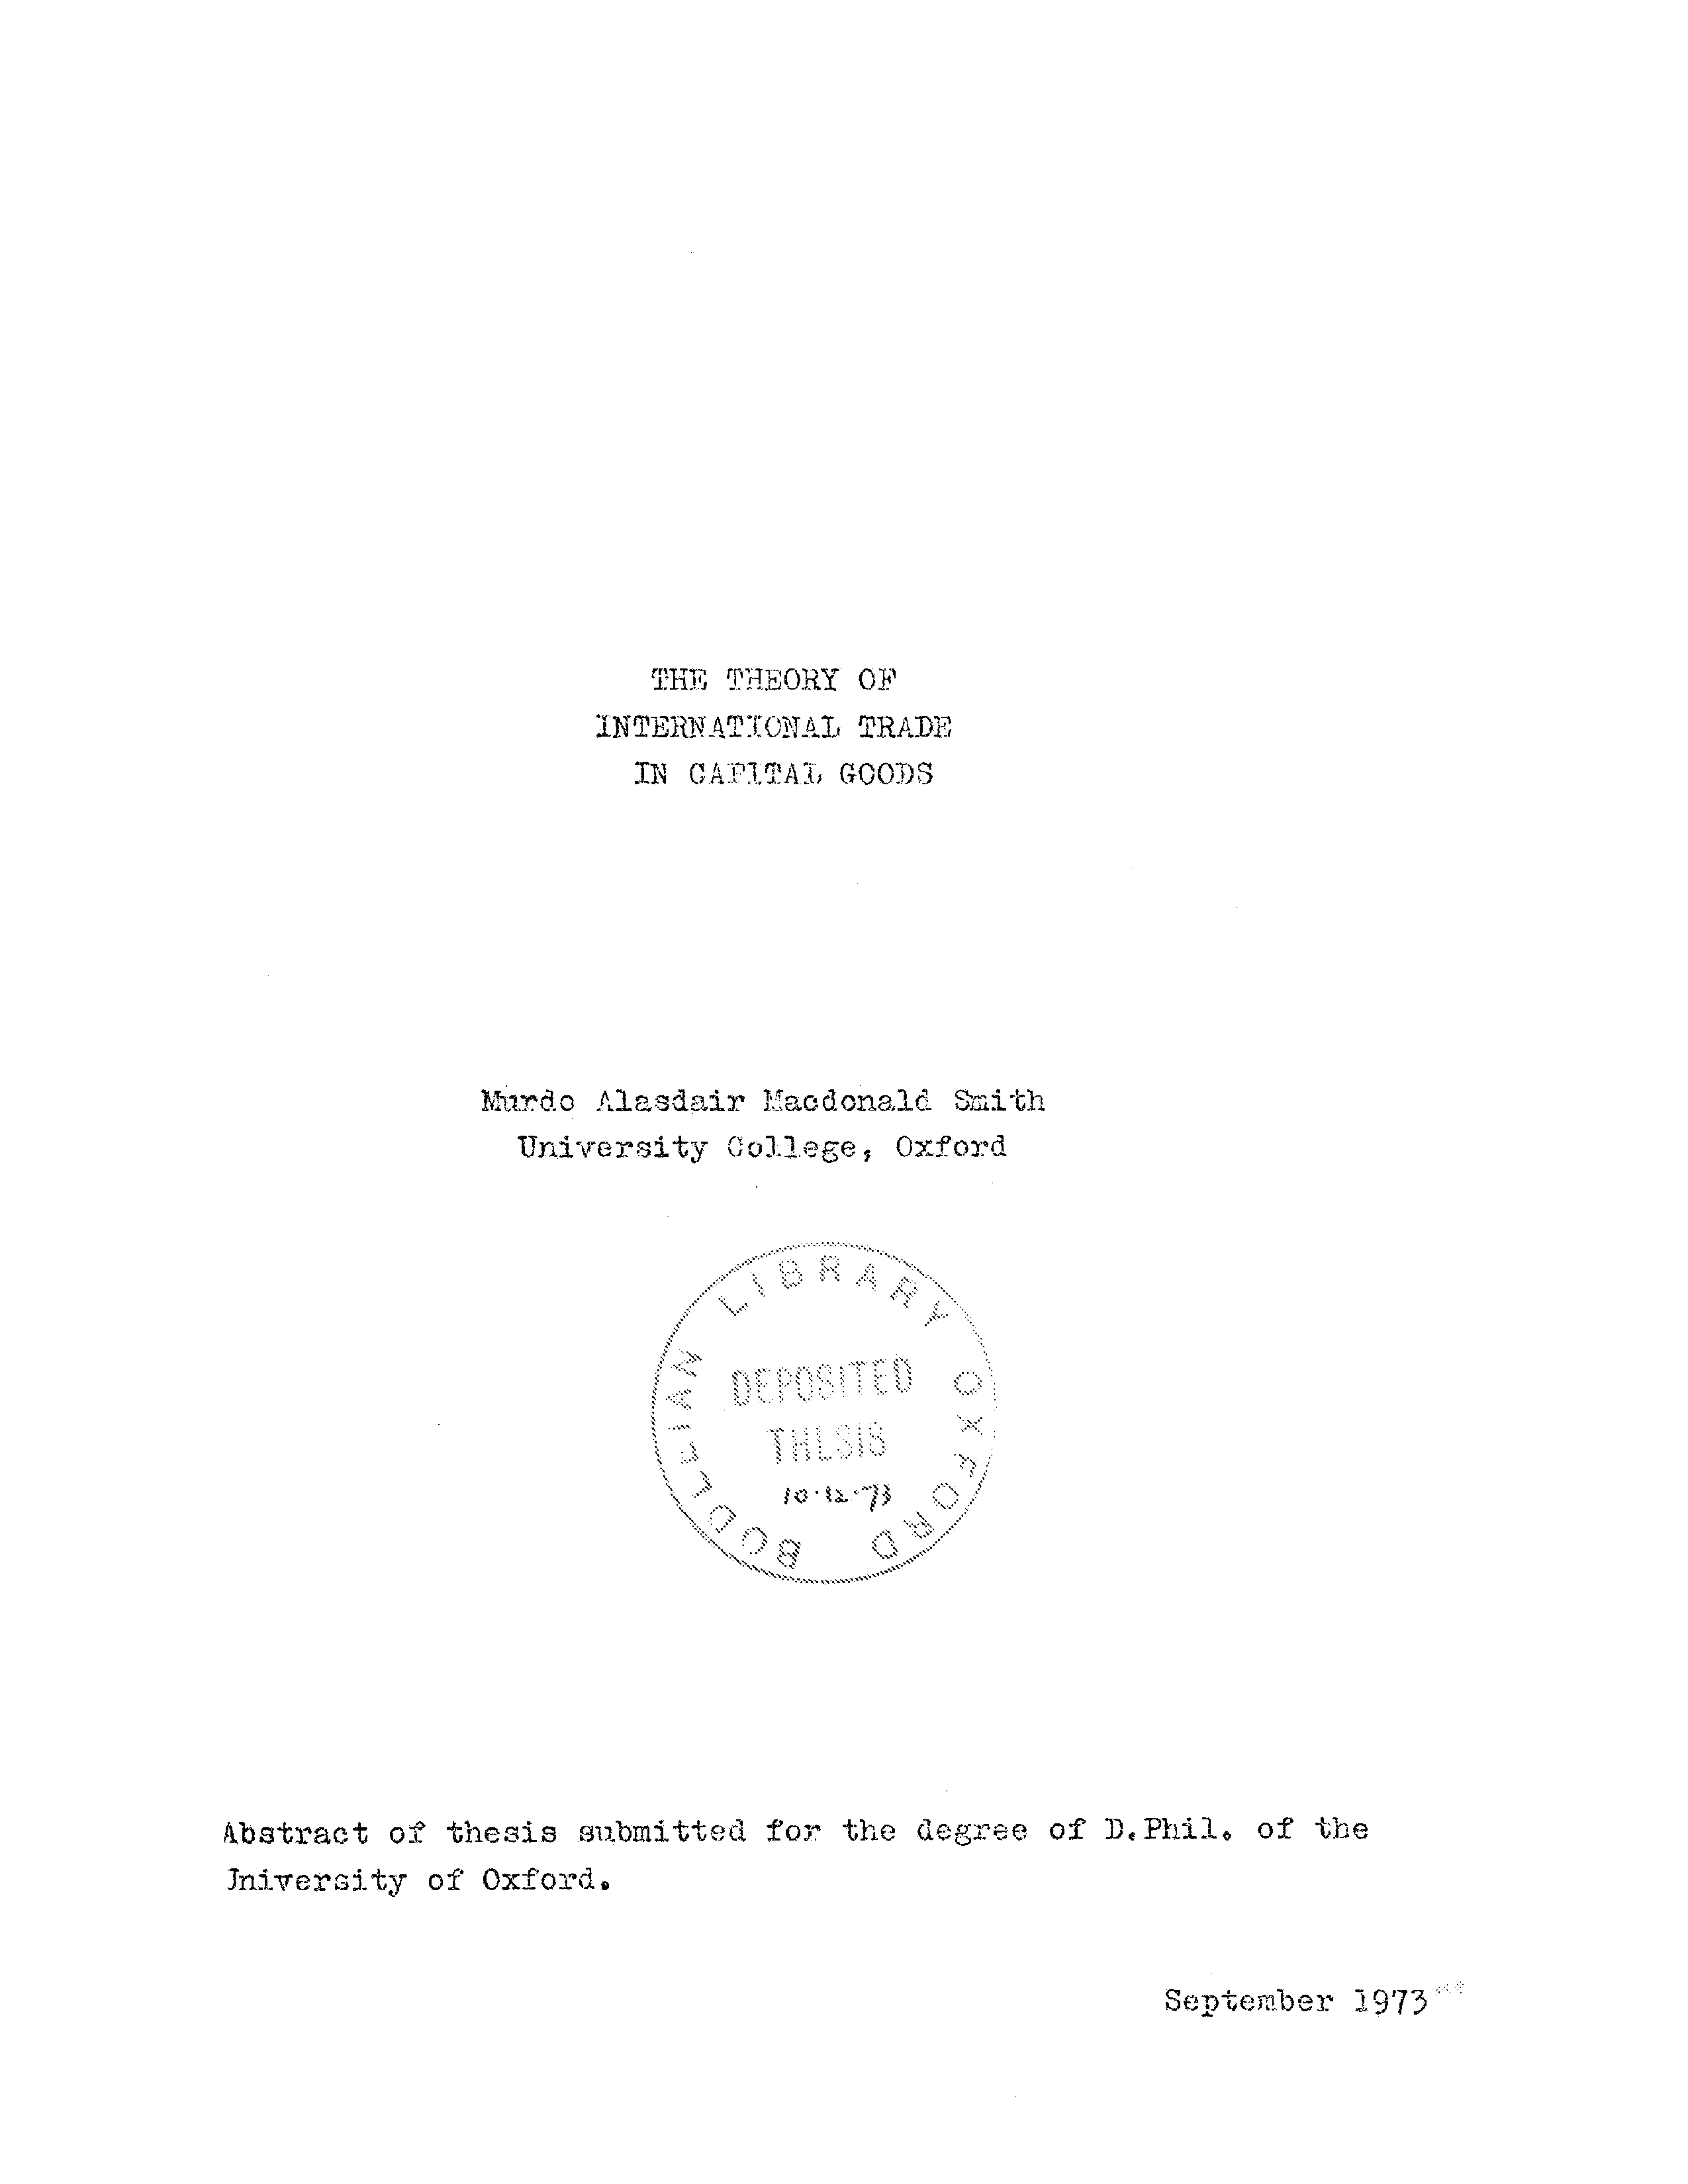 THE THEORY OF
INTERNATIONAL TRADE
IN CAPITAL GOODS
Murdo Alasdair Macdonald Smith
University College, Oxford
BODLEIAN LIBRARY OXFORD
DEPOSITED
THESIS
10.12.73
Abstract of thesis submitted for the degree of D.Phil. of the
University of Oxford.
September 1973